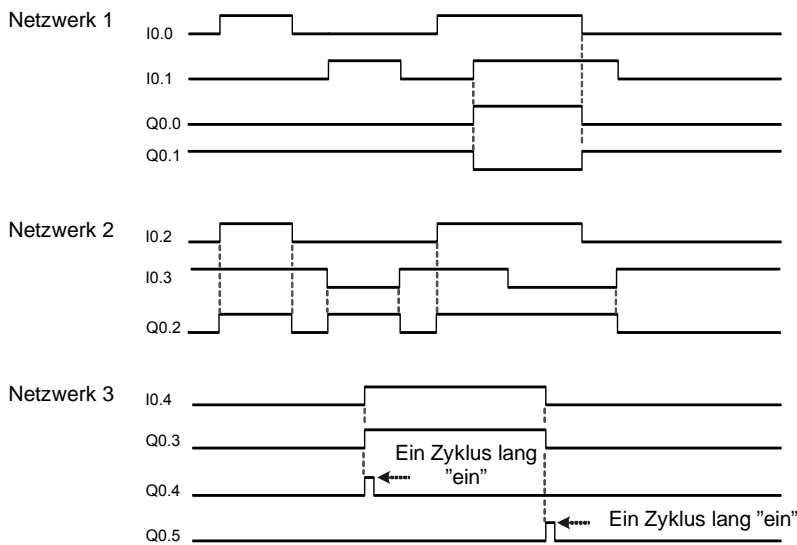 Netzwerk 1
I0.0
I0.1
Q0.0
Q0.1
Netzwerk 2
I0.2
I0.3
Q0.2
Netzwerk 3
I0.4
Q0.3
Ein Zyklus lang
”ein”
Q0.4
Ein Zyklus lang ”ein”
Q0.5